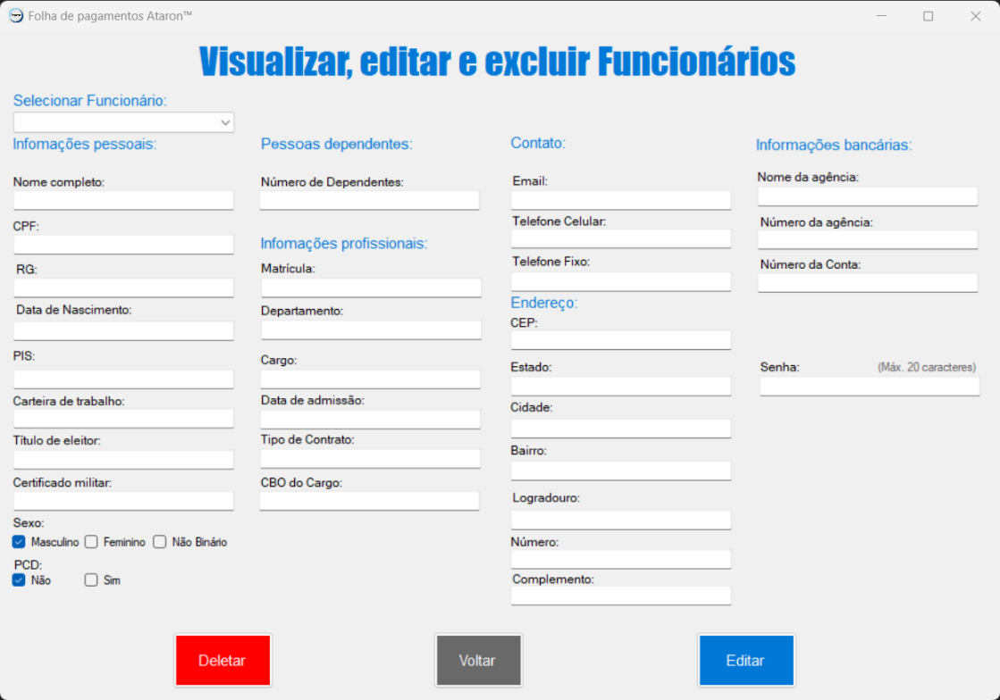 Folha de pagamentos Ataron™
Visualizar, editar e excluir Funcionários
Selecionar Funcionário:
Infomações pessoais:
Nome completo:
CPF:
RG:
Data de Nascimento:
PIS:
Carteira de trabalho:
Título de eleitor:
Certificado militar:
Sexo:
Masculino Feminino Não Binário
PCD:
Não Sim
Pessoas dependentes:
Número de Dependentes:
Infomações profissionais:
Matrícula:
Departamento:
Cargo:
Data de admissão:
Tipo de Contrato:
CBO do Cargo:
Contato:
Email:
Telefone Celular:
Telefone Fixo:
Endereço:
CEP:
Estado:
Cidade:
Bairro:
Logradouro:
Número:
Complemento:
Informações bancárias:
Nome da agência:
Número da agência:
Número da Conta:
Senha: (Máx. 20 caracteres)
Deletar
Voltar
Editar